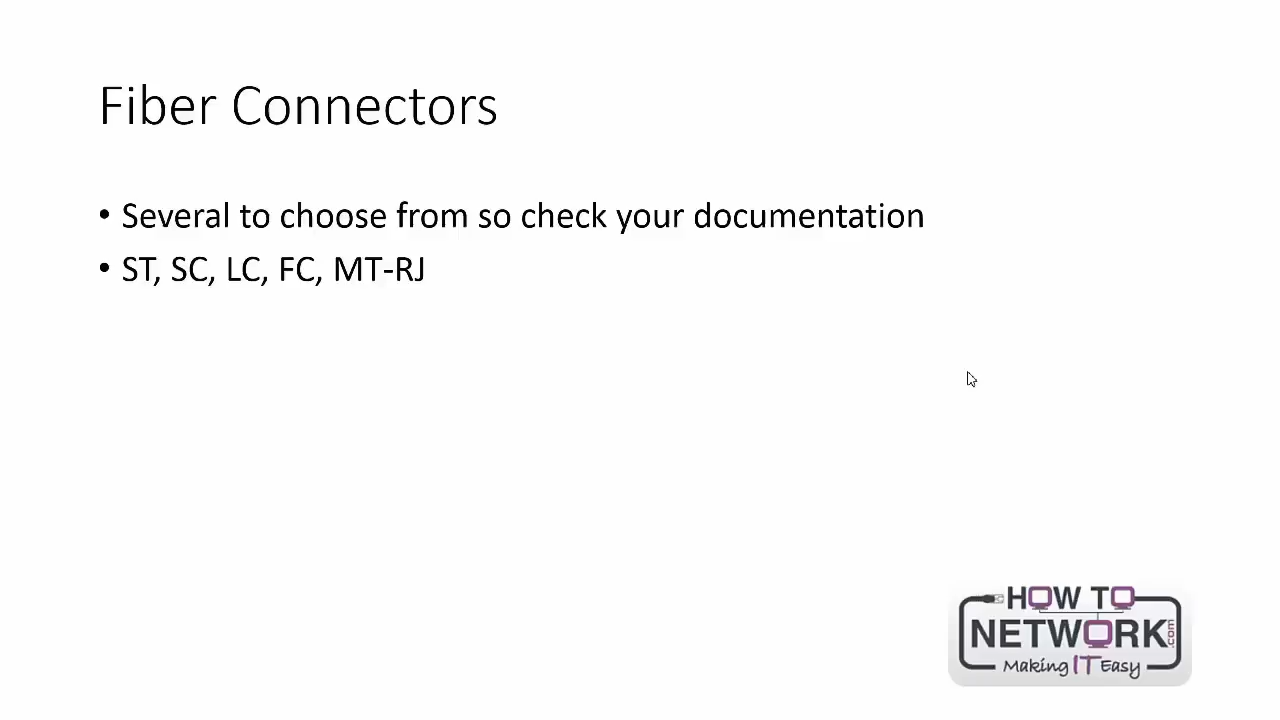 Fiber Connectors
• Several to choose from so check your documentation
• ST, SC, LC, FC, MT-RJ
HOW TO
NETWORK.com
Making IT Easy